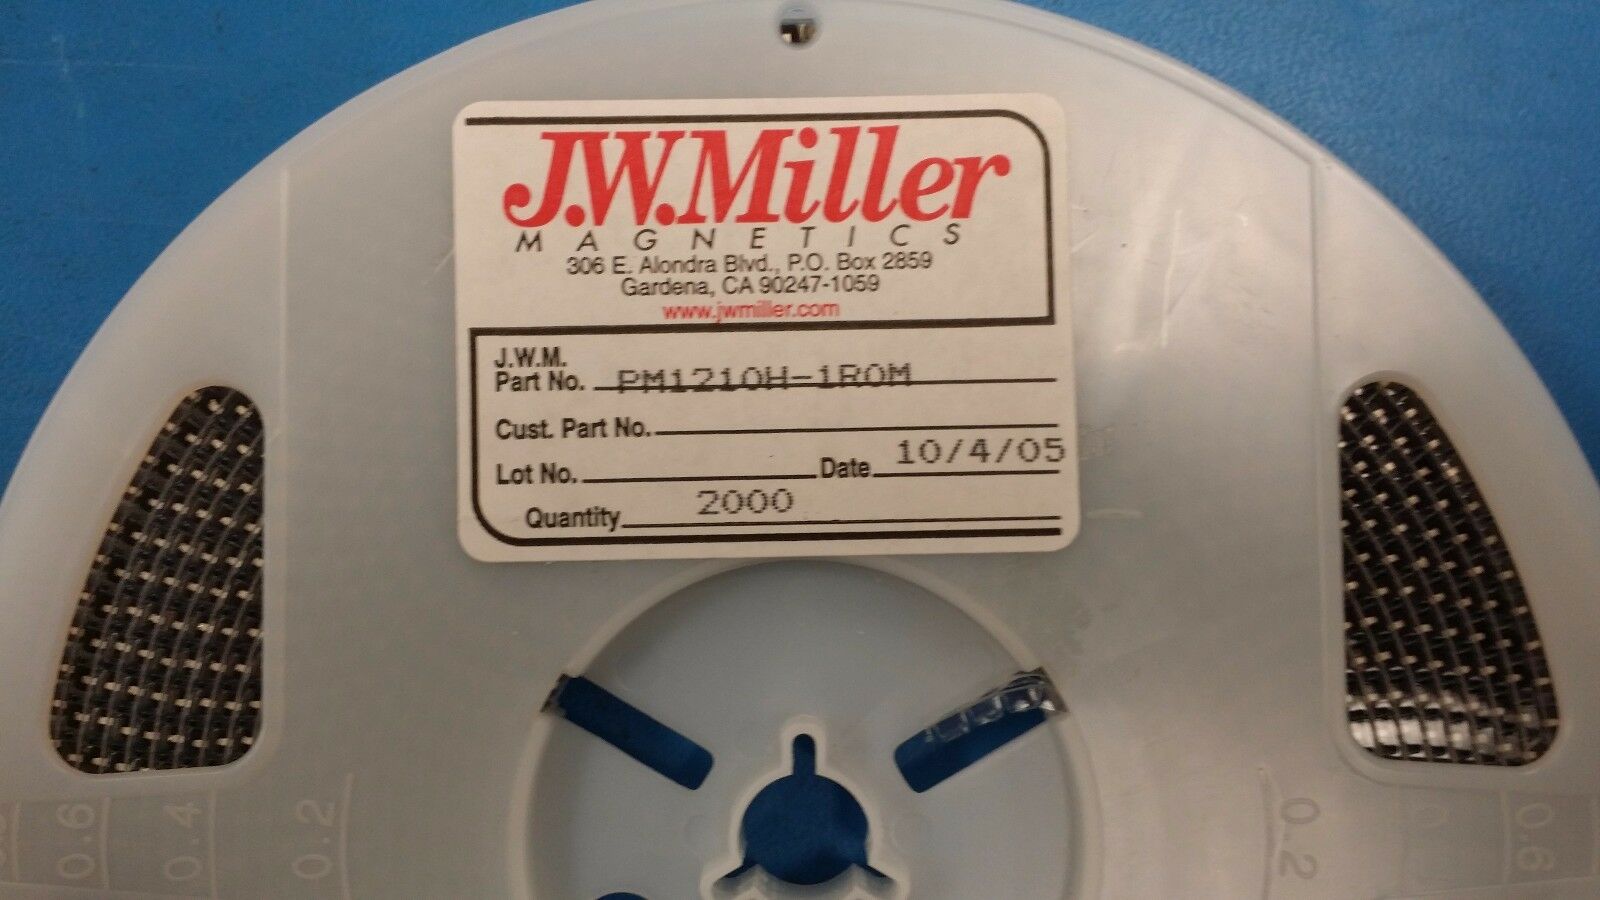 J.W.Miller
MAGNETICS
306 E. Alondra Blvd., P.O. Box 2859
Gardena, CA 90247-1059
www.jwmiller.com
J.W.M.
Part No. PM1210H-1R0M
Cust. Part No.
Lot No. Date 10/4/05
Quantity 2000
0.6
0.4
0.2
0.2
0.6